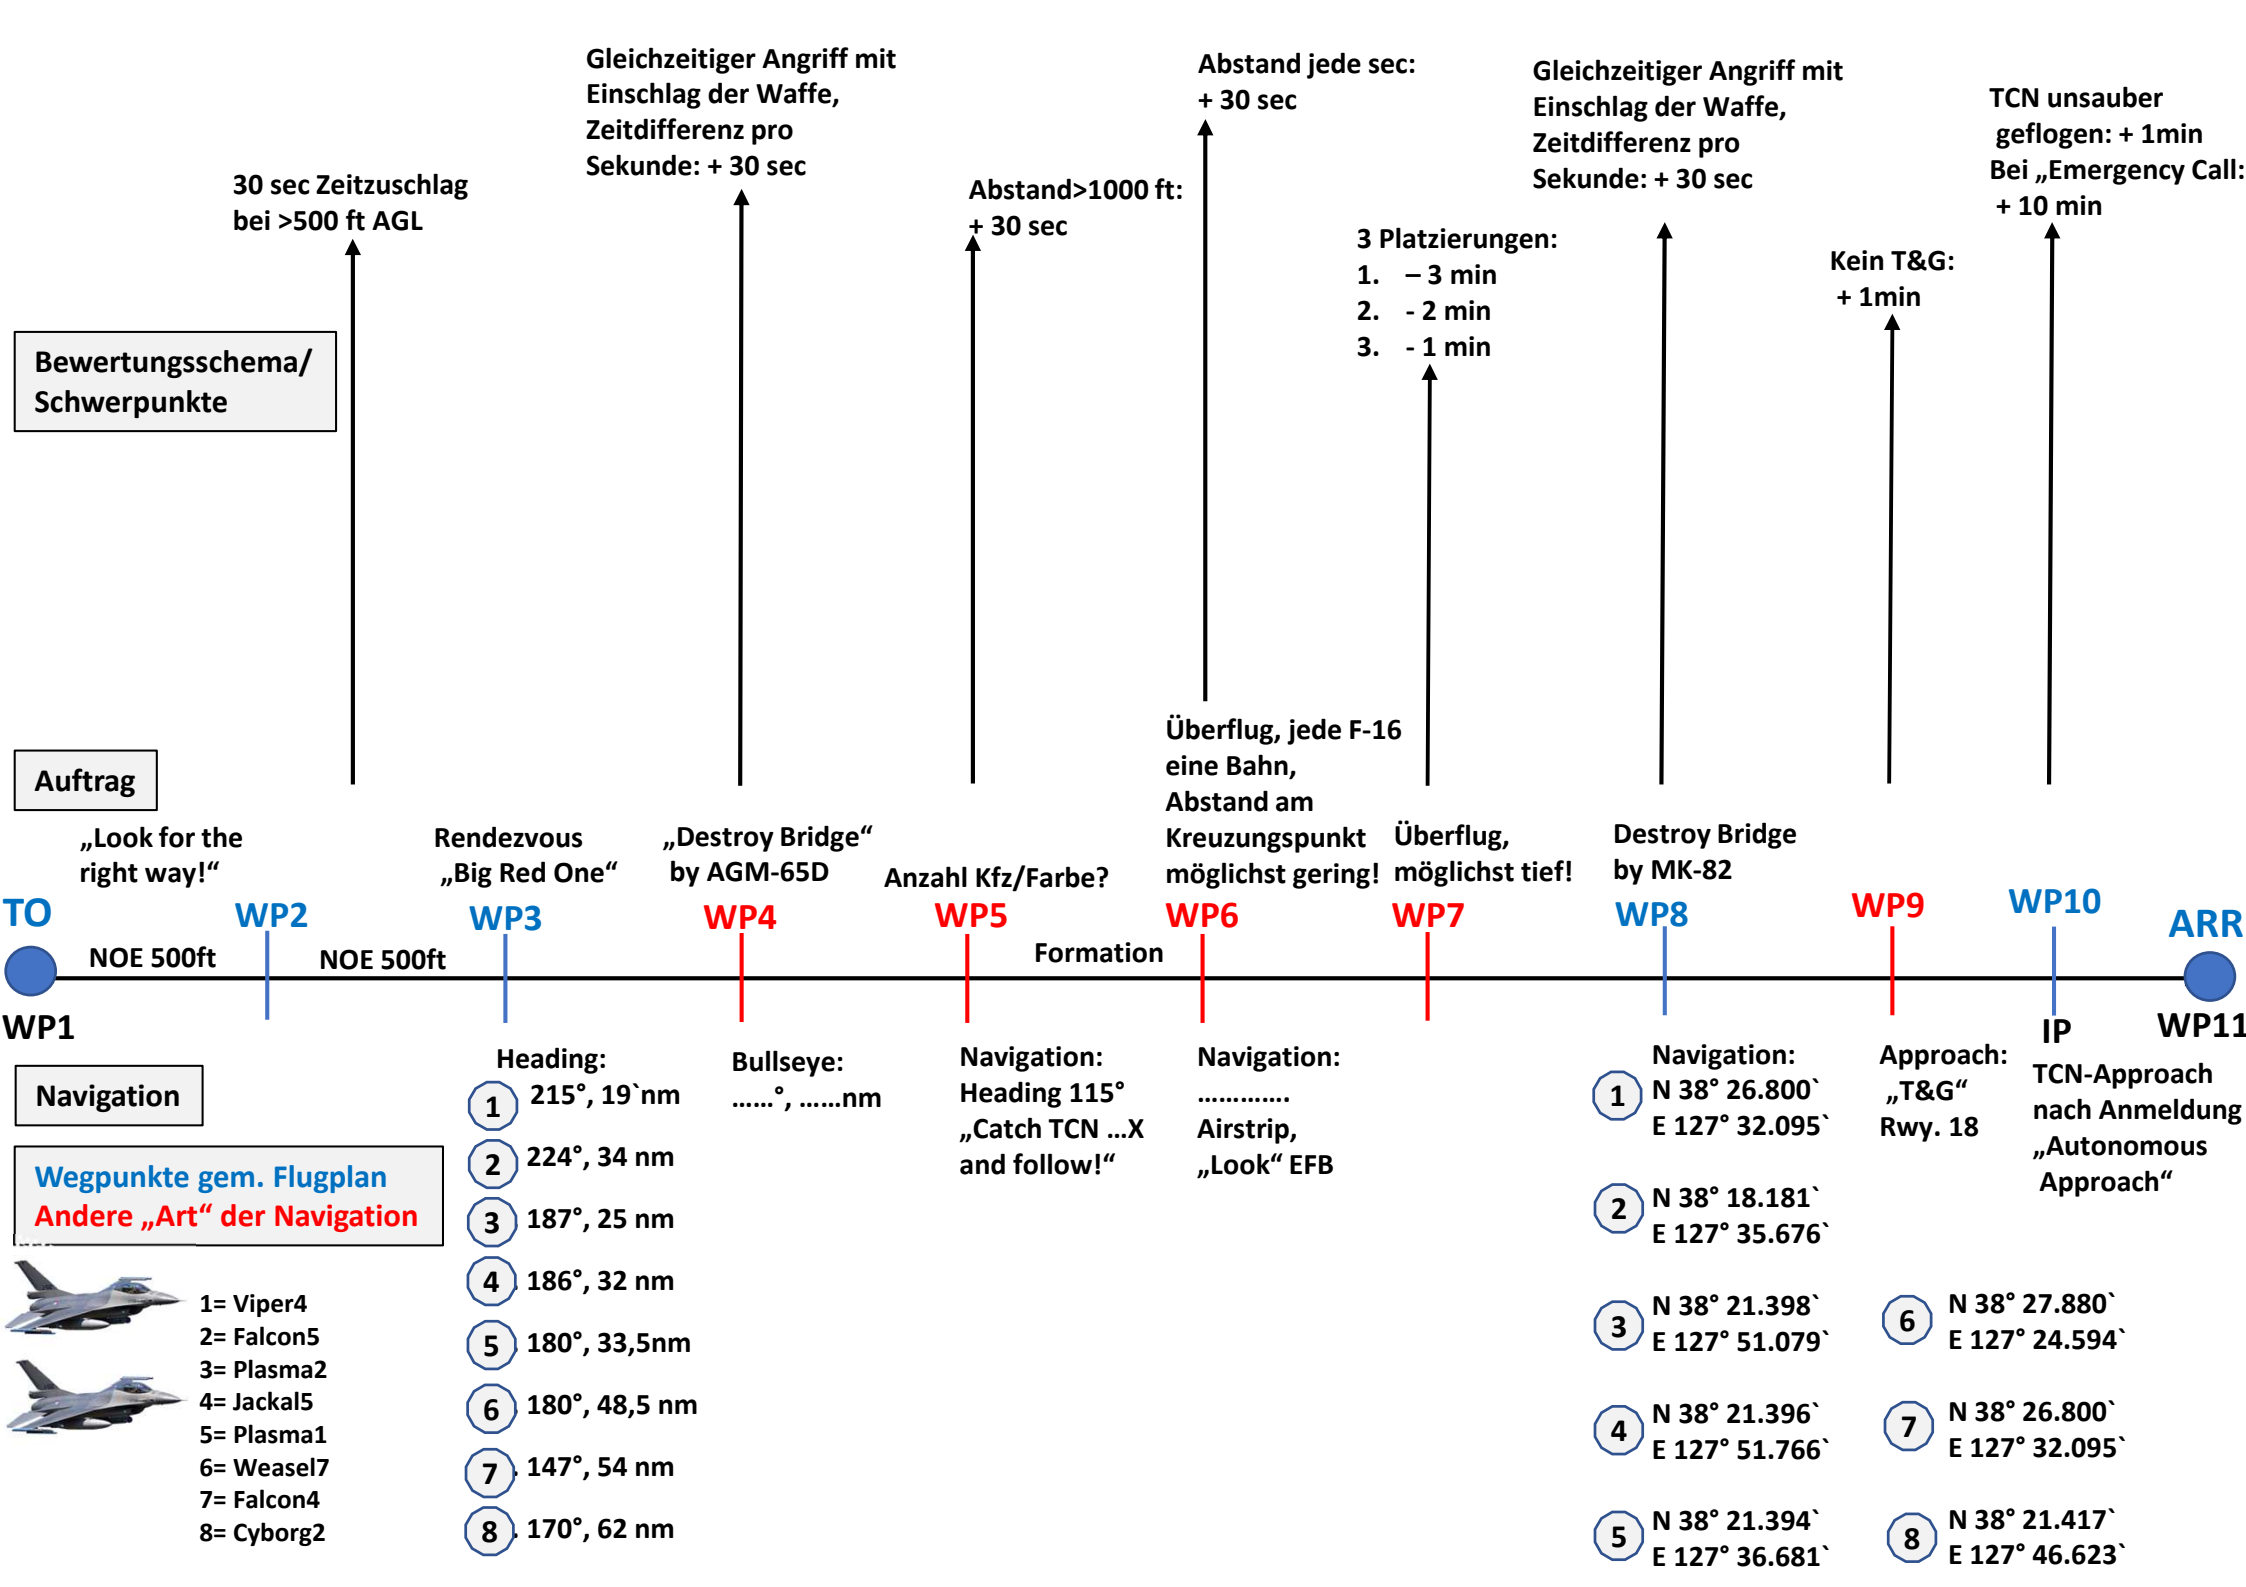 Gleichzeitiger Angriff mit
Einschlag der Waffe,
Zeitdifferenz pro
Sekunde: + 30 sec
Abstand jede sec:
+ 30 sec
Gleichzeitiger Angriff mit
Einschlag der Waffe,
Zeitdifferenz pro
Sekunde: + 30 sec
TCN unsauber
geflogen: + 1min
Bei „Emergency Call:
+ 10 min
30 sec Zeitzuschlag
bei >500 ft AGL
Abstand>1000 ft:
+ 30 sec
3 Platzierungen:
1. – 3 min
2. - 2 min
3. - 1 min
Kein T&G:
+ 1min
Bewertungsschema/
Schwerpunkte
Auftrag
„Look for the
right way!“
Rendezvous
„Big Red One“
„Destroy Bridge“
by AGM-65D
Anzahl Kfz/Farbe?
Überflug, jede F-16
eine Bahn,
Abstand am
Kreuzungspunkt
möglichst gering!
Überflug,
möglichst tief!
Destroy Bridge
by MK-82
TO
WP2
WP3
WP4
WP5
WP6
WP7
WP8
WP9
WP10
ARR
NOE 500ft
NOE 500ft
Formation
WP1
IP
WP11
Navigation
Wegpunkte gem. Flugplan
Andere „Art“ der Navigation
1= Viper4
2= Falcon5
3= Plasma2
4= Jackal5
5= Plasma1
6= Weasel7
7= Falcon4
8= Cyborg2
Heading:
1 215°, 19`nm
2 224°, 34 nm
3 187°, 25 nm
4 186°, 32 nm
5 180°, 33,5nm
6 180°, 48,5 nm
7 147°, 54 nm
8 170°, 62 nm
Bullseye:
……°, ……nm
Navigation:
Heading 115°
„Catch TCN …X
and follow!“
Navigation:
………….
Airstrip,
„Look“ EFB
Navigation:
1 N 38° 26.800`
E 127° 32.095`
2 N 38° 18.181`
E 127° 35.676`
3 N 38° 21.398`
E 127° 51.079`
4 N 38° 21.396`
E 127° 51.766`
5 N 38° 21.394`
E 127° 36.681`
Approach:
„T&G“
Rwy. 18
6 N 38° 27.880`
E 127° 24.594`
7 N 38° 26.800`
E 127° 32.095`
8 N 38° 21.417`
E 127° 46.623`
TCN-Approach
nach Anmeldung
„Autonomous
Approach“